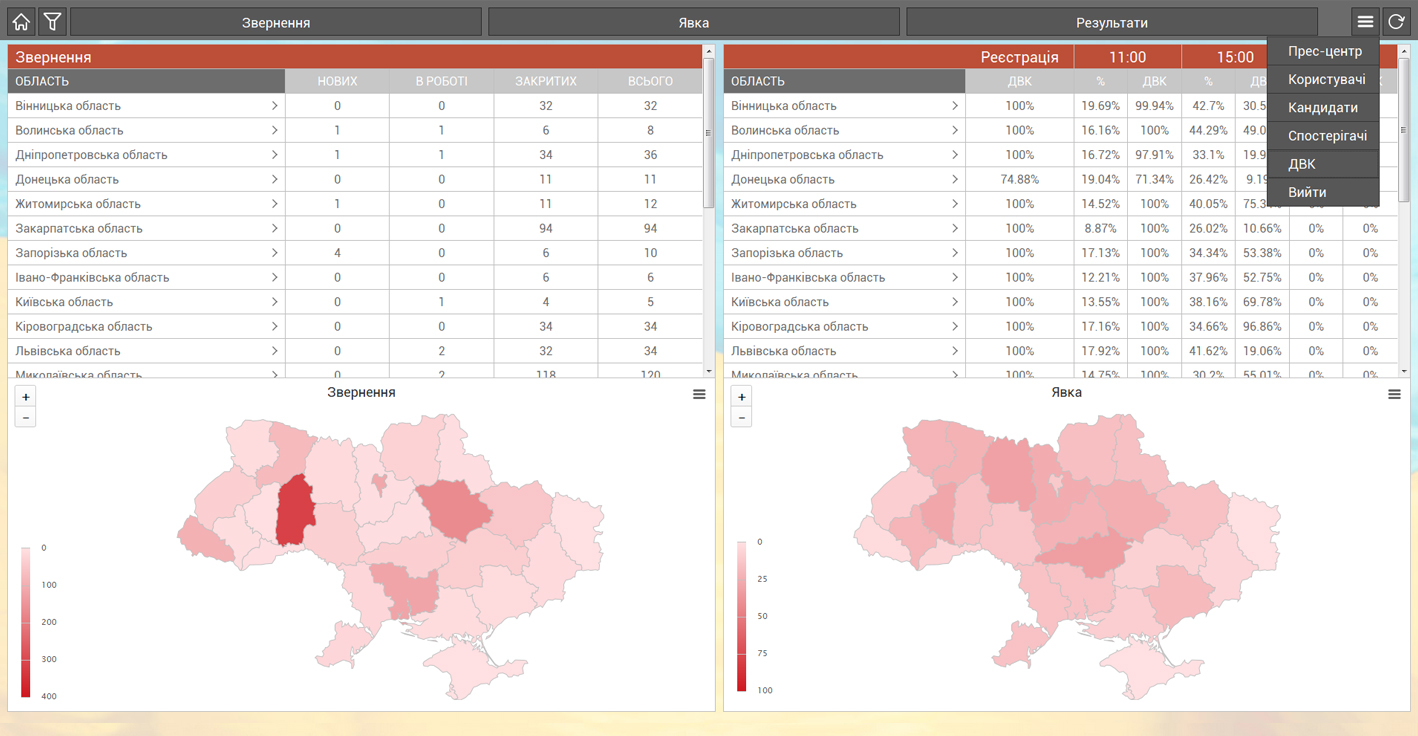 Звернення Явка Результати
Прес-центр
Користувачі
Кандидати
Спостерігачі
ДВК
Вийти
Звернення
ОБЛАСТЬ НОВИХ В РОБОТІ ЗАКРИТИХ ВСЬОГО
Вінницька область 0 0 32 32
Волинська область 1 1 6 8
Дніпропетровська область 1 1 34 36
Донецька область 0 0 11 11
Житомирська область 1 0 11 12
Закарпатська область 0 0 94 94
Запорізька область 4 0 6 10
Івано-Франківська область 0 0 6 6
Київська область 0 1 4 5
Кіровоградська область 0 0 34 34
Львівська область 0 2 32 34
Миколаївська область 0 2 118 120
Реєстрація 11:00 15:00
ОБЛАСТЬ ДВК % ДВК %
Вінницька область 100% 19.69% 99.94% 42.7% 30.5
Волинська область 100% 16.16% 100% 44.29% 49.0
Дніпропетровська область 100% 16.72% 97.91% 33.1% 19.9
Донецька область 74.88% 19.04% 71.34% 26.42% 9.19
Житомирська область 100% 14.52% 100% 40.05% 75.3
Закарпатська область 100% 8.87% 100% 26.02% 10.66% 0% 0%
Запорізька область 100% 17.13% 100% 34.34% 53.38% 0% 0%
Івано-Франківська область 100% 12.21% 100% 37.96% 52.75% 0% 0%
Київська область 100% 13.55% 100% 38.16% 69.78% 0% 0%
Кіровоградська область 100% 17.16% 100% 34.66% 96.86% 0% 0%
Львівська область 100% 17.92% 100% 41.62% 19.06% 0% 0%
Миколаївська область 100% 14.75% 100% 30.2% 55.01% 0% 0%
+
−
Звернення
0
100
200
300
400
+
−
Явка
0
25
50
75
100